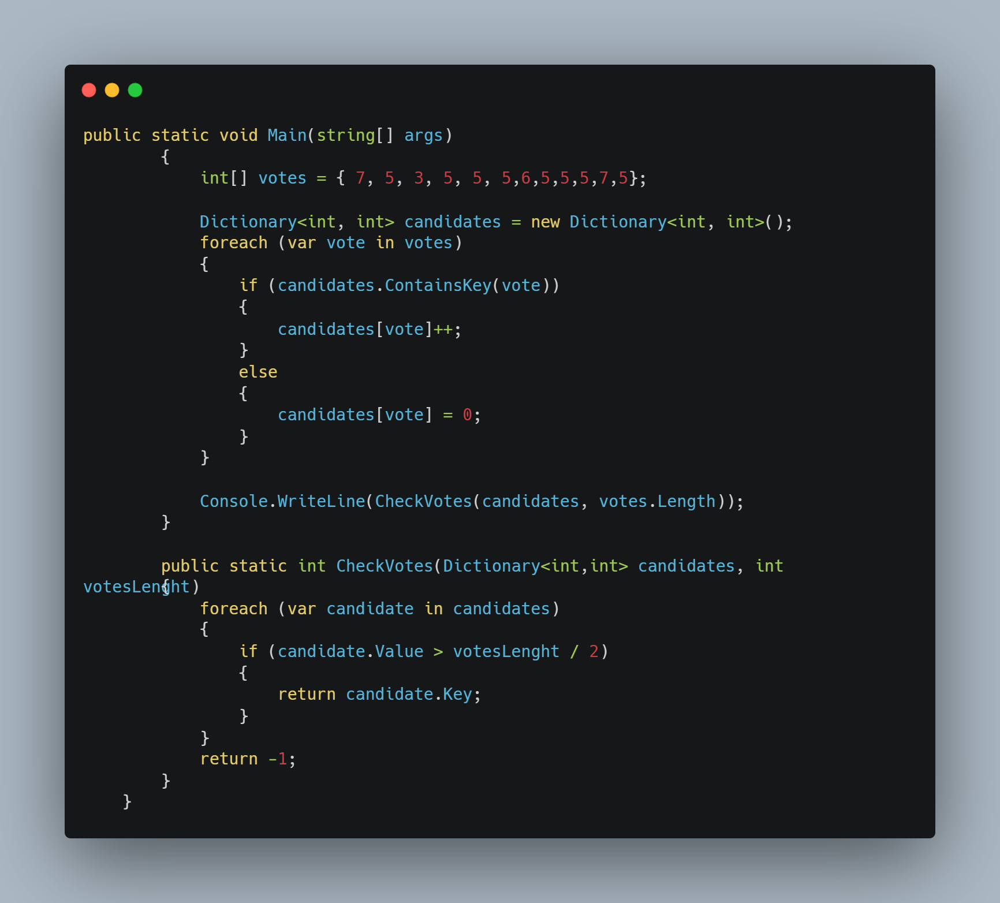 public static void Main(string[] args)
        {
            int[] votes = { 7, 5, 3, 5, 5, 5,6,5,5,5,7,5};

            Dictionary<int, int> candidates = new Dictionary<int, int>();
            foreach (var vote in votes)
            {
                if (candidates.ContainsKey(vote))
                {
                    candidates[vote]++;
                }
                else
                {
                    candidates[vote] = 0;
                }
            }

            Console.WriteLine(CheckVotes(candidates, votes.Length));
        }

        public static int CheckVotes(Dictionary<int,int> candidates, int
votesLenght)
        {
            foreach (var candidate in candidates)
            {
                if (candidate.Value > votesLenght / 2)
                {
                    return candidate.Key;
                }
            }
            return -1;
        }
    }